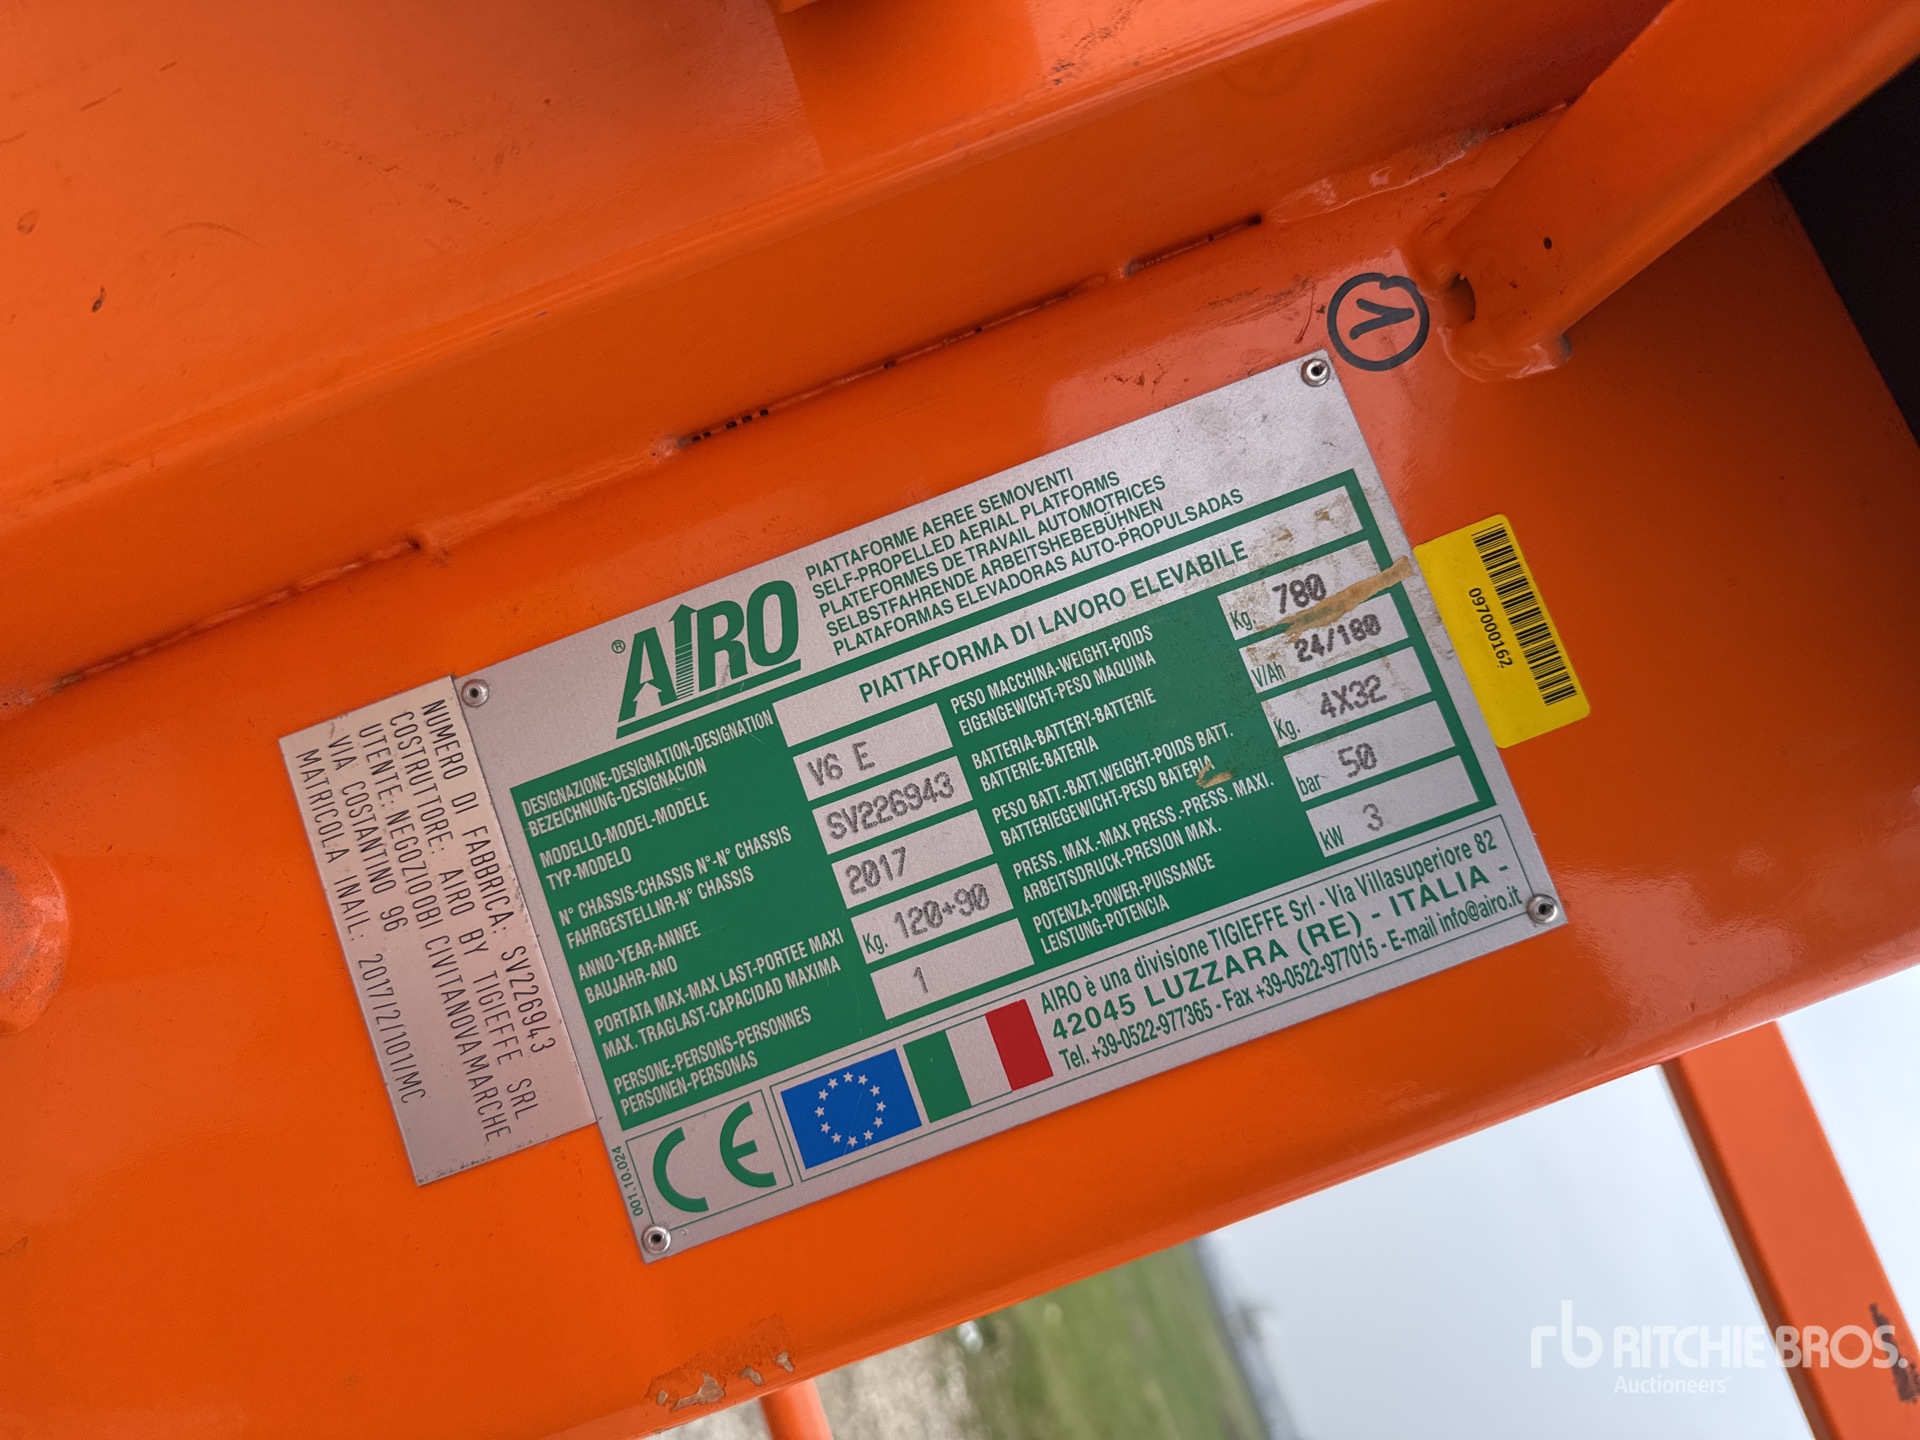 NUMERO DI FABBRICA: SV226943
COSTRUTTORE: AIRO BY TIGIEFFE SRL
UTENTE: NEGOZIOOBI CIVITANOVAMARCHE
VIA COSTANTINO 96
MATRICOLA INAIL: 2017/2/101/MC
® AIRO
PIATTAFORME AEREE SEMOVENTI
SELF-PROPELLED AERIAL PLATFORMS
PLATEFORMES DE TRAVAIL AUTOMOTRICES
SELBSTFAHRENDE ARBEITSHEBEBÜHNEN
PLATAFORMAS ELEVADORAS AUTO-PROPULSADAS
DESIGNAZIONE-DESIGNATION-DESIGNATION
BEZEICHNUNG-DESIGNACION
PIATTAFORMA DI LAVORO ELEVABILE
MODELLO-MODEL-MODELE
TYP-MODELO
V6 E
N° CHASSIS-CHASSIS N°-N° CHASSIS
FAHRGESTELLNR-N° CHASSIS
SV226943
ANNO-YEAR-ANNEE
BAUJAHR-ANO
2017
PORTATA MAX-MAX LAST-PORTEE MAXI
MAX. TRAGLAST-CAPACIDAD MAXIMA
Kg. 120+90
PERSONE-PERSONS-PERSONNES
PERSONEN-PERSONAS
1
PESO MACCHINA-WEIGHT-POIDS
EIGENGEWICHT-PESO MAQUINA
Kg. 780
BATTERIA-BATTERY-BATTERIE
BATTERIE-BATERIA
V/Ah 24/180
PESO BATT.-BATT.WEIGHT-POIDS BATT.
BATTERIEGEWICHT-PESO BATERIA
Kg. 4X32
PRESS. MAX.-MAX PRESS.-PRESS. MAXI.
ARBEITSDRUCK-PRESION MAX.
bar 50
POTENZA-POWER-PUISSANCE
LEISTUNG-POTENCIA
kW 3
001.10.024
CE
AIRO è una divisione TIGIEFFE Srl - Via Villasuperiore 82
42045 LUZZARA (RE) - ITALIA -
Tel. +39-0522-977365 - Fax +39-0522-977015 - E-mail info@airo.it
097000162
rb RITCHIE BROS.
Auctioneers